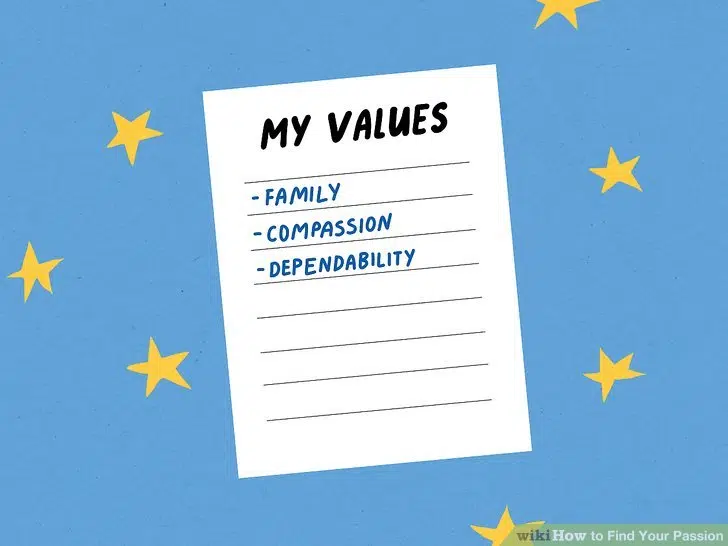 MY VALUES
- FAMILY
- COMPASSION
- DEPENDABILITY
wikiHow to Find Your Passion